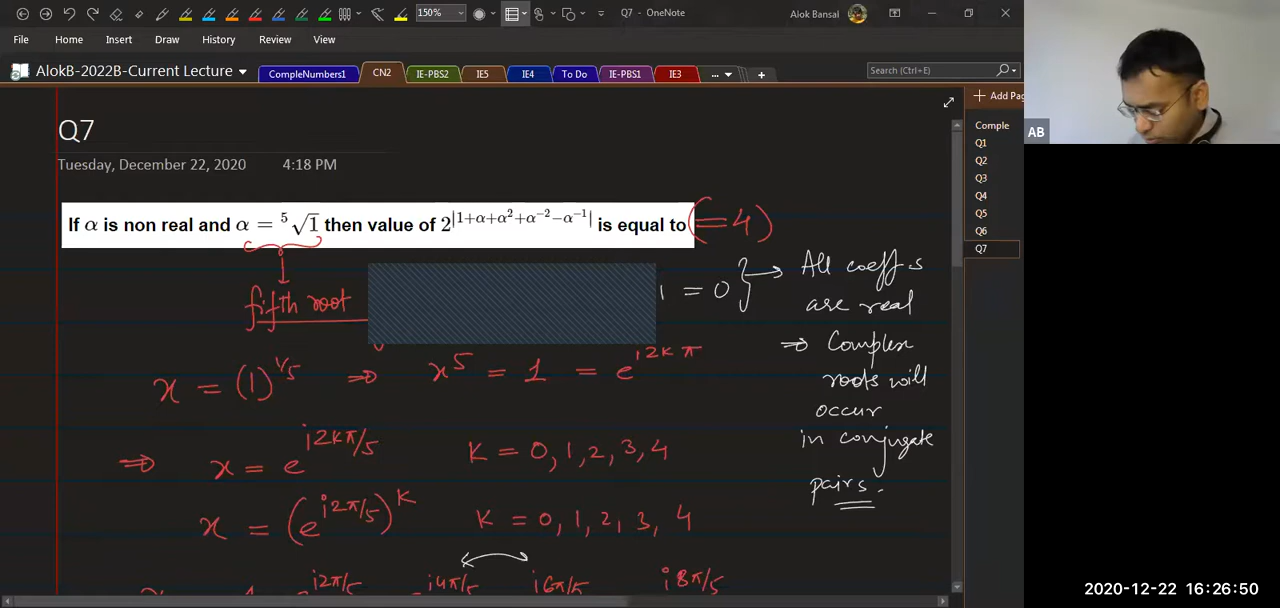 150%
Q7 - OneNote
Alok Bansal
File Home Insert Draw History Review View
AlokB-2022B-Current Lecture
CompleNumbers1 CN2 IE-PBS2 IE5 IE4 To Do IE-PBS1 IE3 ...
Search (Ctrl+E)
Add Pag
Comple
Q1
Q2
Q3
Q4
Q5
Q6
Q7
AB
Q7
Tuesday, December 22, 2020 4:18 PM
If α is non real and α = ⁵√1 then value of 2^|1+α+α²+α⁻²−α⁻¹| is equal to (=4)
fifth root
1 = 0 } → All coeff.s
are real
⇒ Complex
roots will
occur
in conjugate
pairs.
x = (1)^1/5 ⇒ x⁵ = 1 = e^i2kπ
⇒ x = e^i2kπ/5 K = 0, 1, 2, 3, 4
x = (e^i2π/5)^K K = 0, 1, 2, 3, 4
i2π/5 i4π/5 i6π/5 i8π/5
2020-12-22 16:26:50